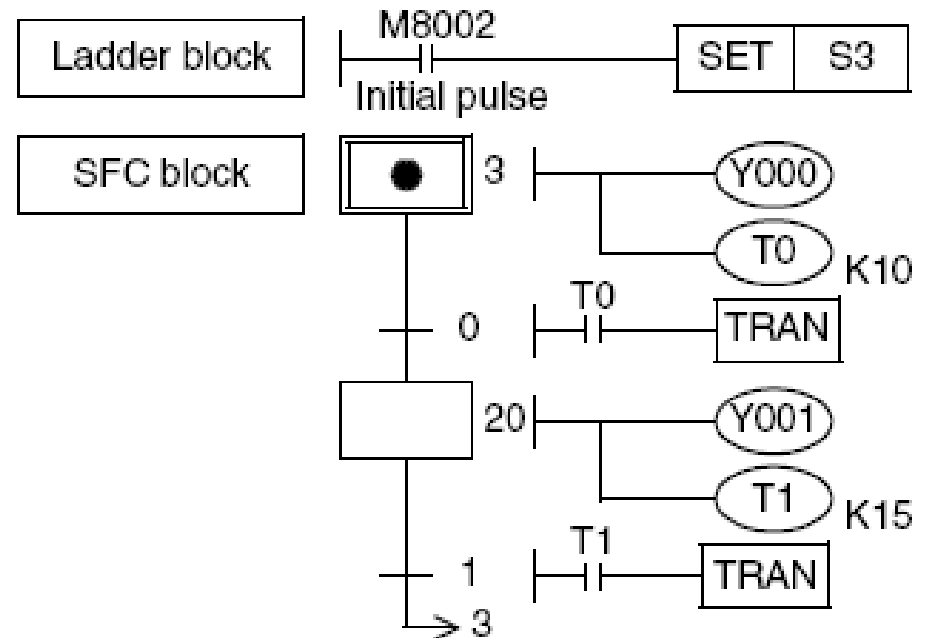 M8002
Ladder block
SET S3
Initial pulse
SFC block
3
Y000
T0
K10
T0
0
TRAN
20
Y001
T1
K15
T1
1
TRAN
3